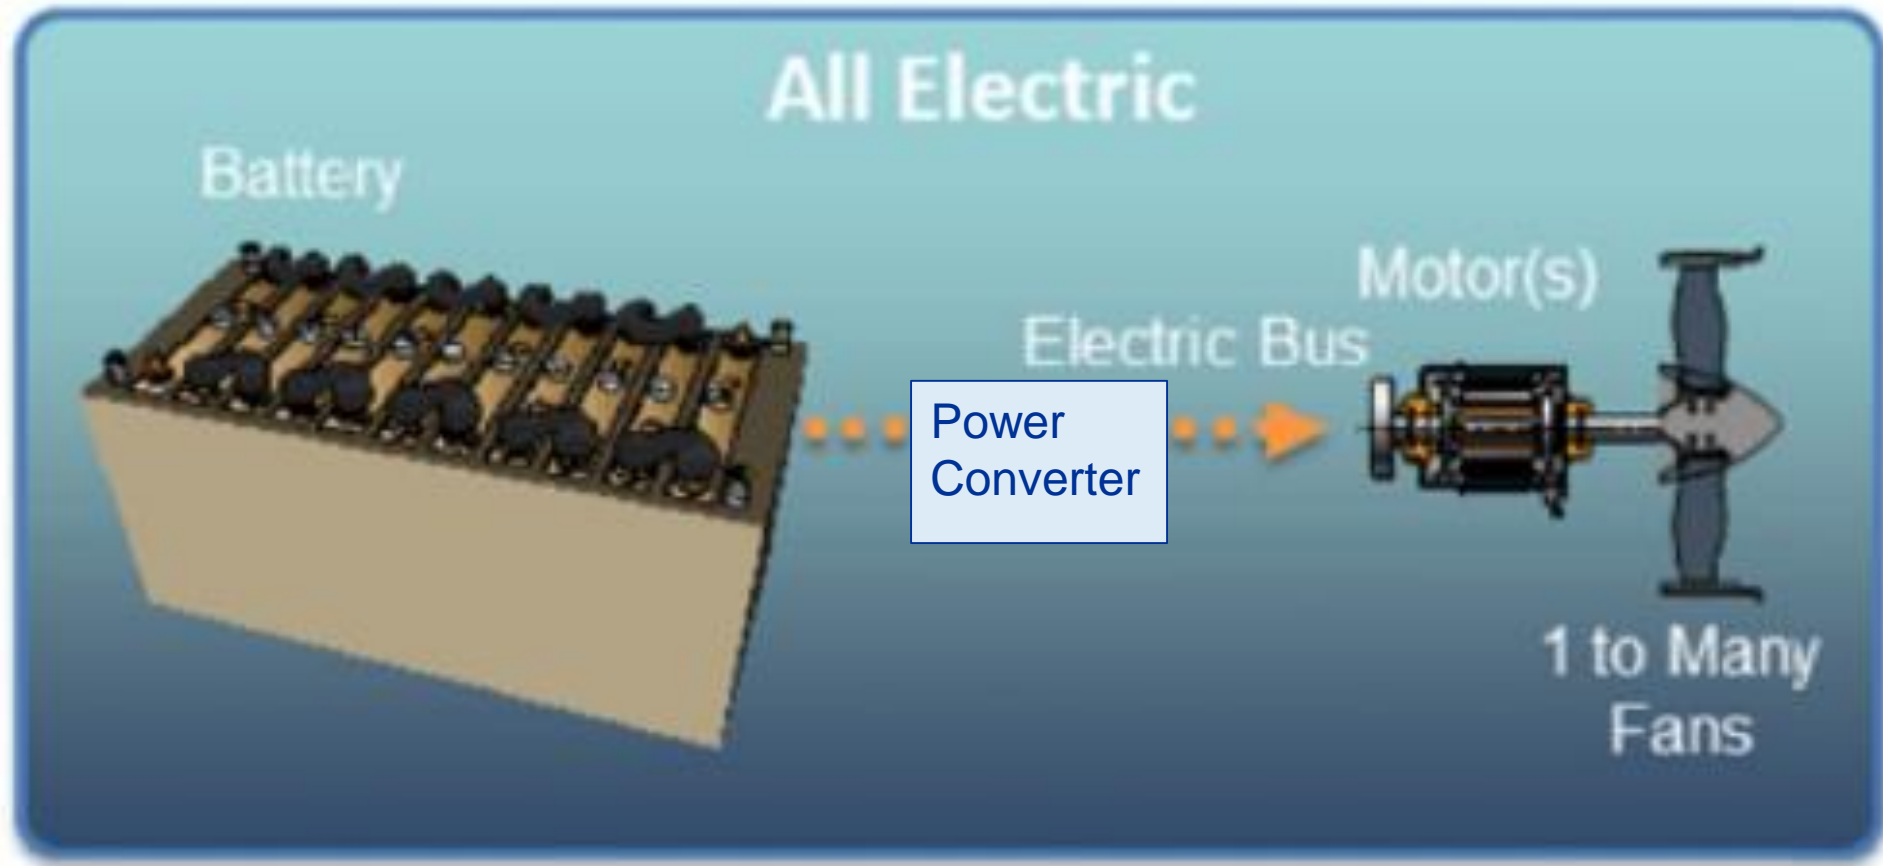 All Electric
Battery
Motor(s)
Electric Bus
Power
Converter
1 to Many
Fans